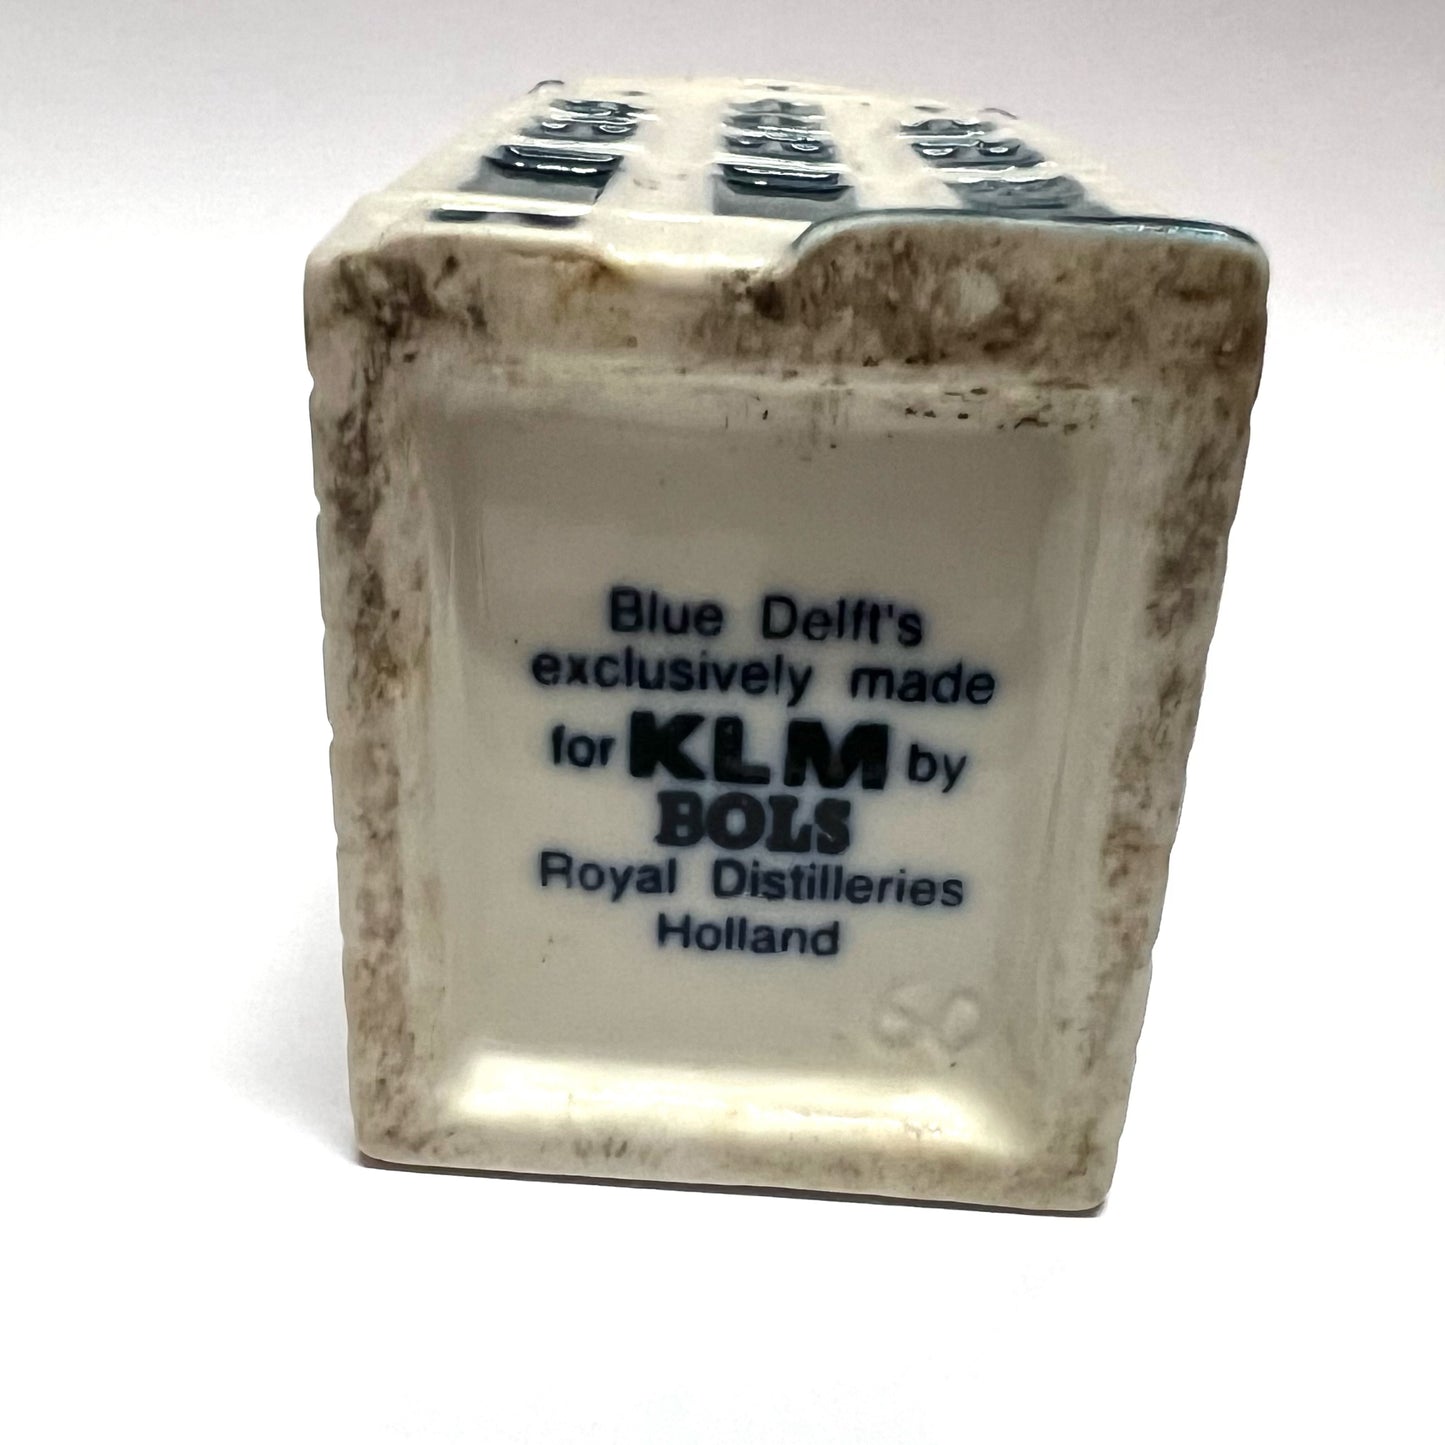 Blue Delft's
exclusively made
for KLM by
BOLS
Royal Distilleries
Holland